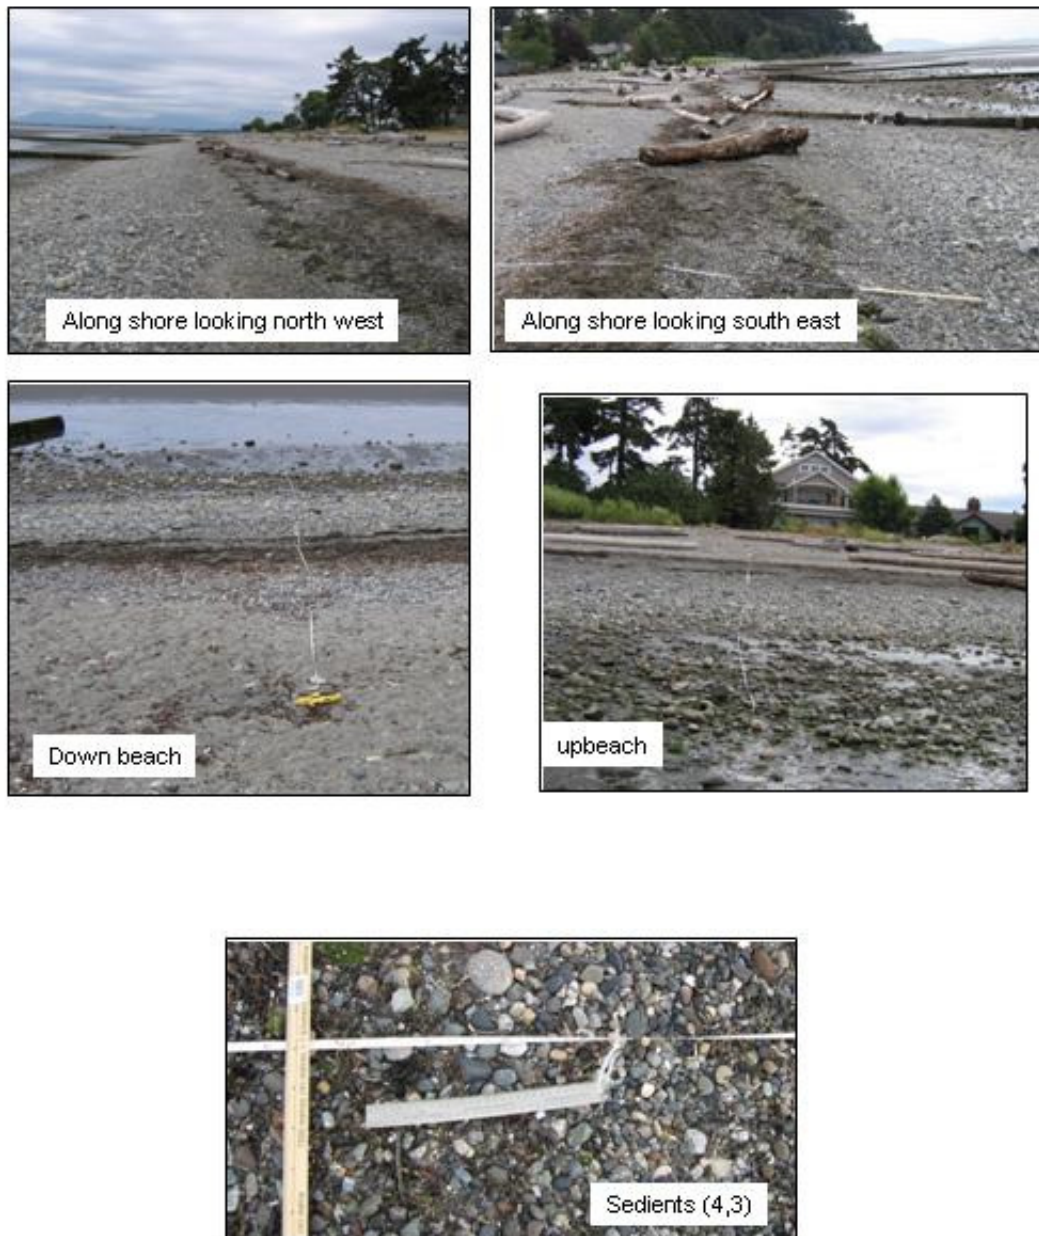 Along shore looking north west
Along shore looking south east
Down beach
upbeach
Sedients (4,3)